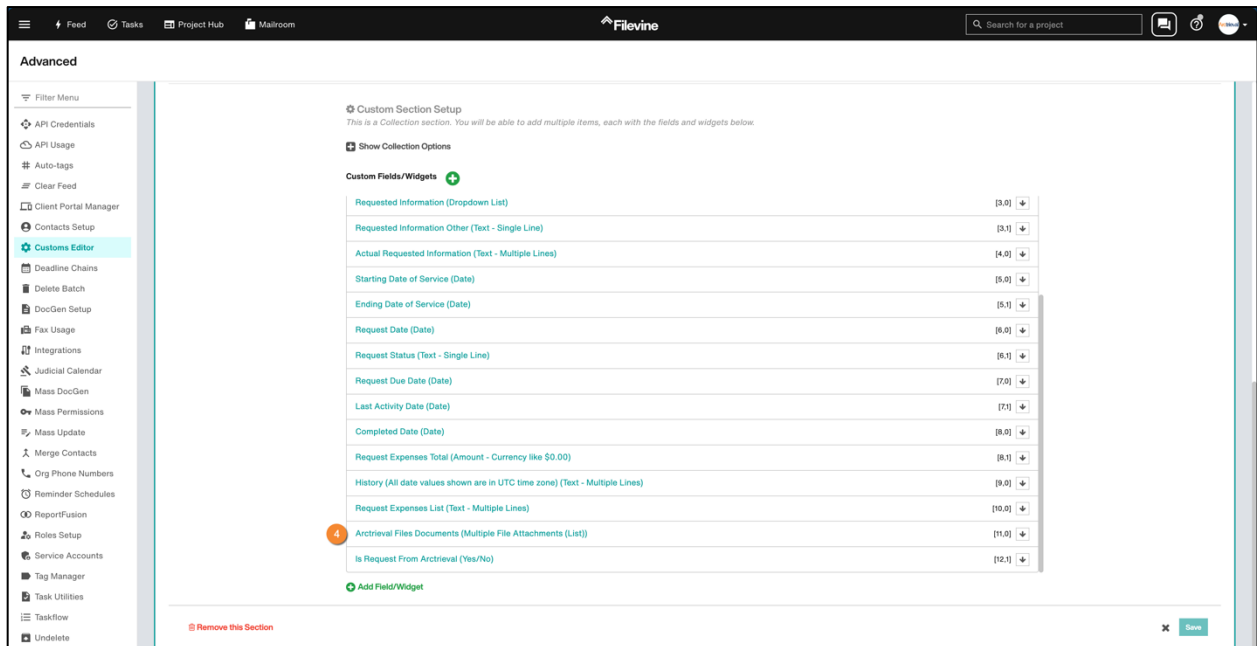 Feed Tasks Project Hub Mailroom Filevine Search for a project
Advanced
Filter Menu
API Credentials
API Usage
Auto-tags
Clear Feed
Client Portal Manager
Contacts Setup
Customs Editor
Deadline Chains
Delete Batch
DocGen Setup
Fax Usage
Integrations
Judicial Calendar
Mass DocGen
Mass Permissions
Mass Update
Merge Contacts
Org Phone Numbers
Reminder Schedules
ReportFusion
Roles Setup
Service Accounts
Tag Manager
Task Utilities
Taskflow
Undelete
Custom Section Setup
This is a Collection section. You will be able to add multiple items, each with the fields and widgets below.
Show Collection Options
Custom Fields/Widgets
Requested Information (Dropdown List) [3,0]
Requested Information Other (Text - Single Line) [3,1]
Actual Requested Information (Text - Multiple Lines) [4,0]
Starting Date of Service (Date) [5,0]
Ending Date of Service (Date) [5,1]
Request Date (Date) [6,0]
Request Status (Text - Single Line) [6,1]
Request Due Date (Date) [7,0]
Last Activity Date (Date) [7,1]
Completed Date (Date) [8,0]
Request Expenses Total (Amount - Currency like $0.00) [8,1]
History (All date values shown are in UTC time zone) (Text - Multiple Lines) [9,0]
Request Expenses List (Text - Multiple Lines) [10,0]
4 Arctrieval Files Documents (Multiple File Attachments (List)) [11,0]
Is Request From Arctrieval (Yes/No) [12,1]
Add Field/Widget
Remove this Section Save